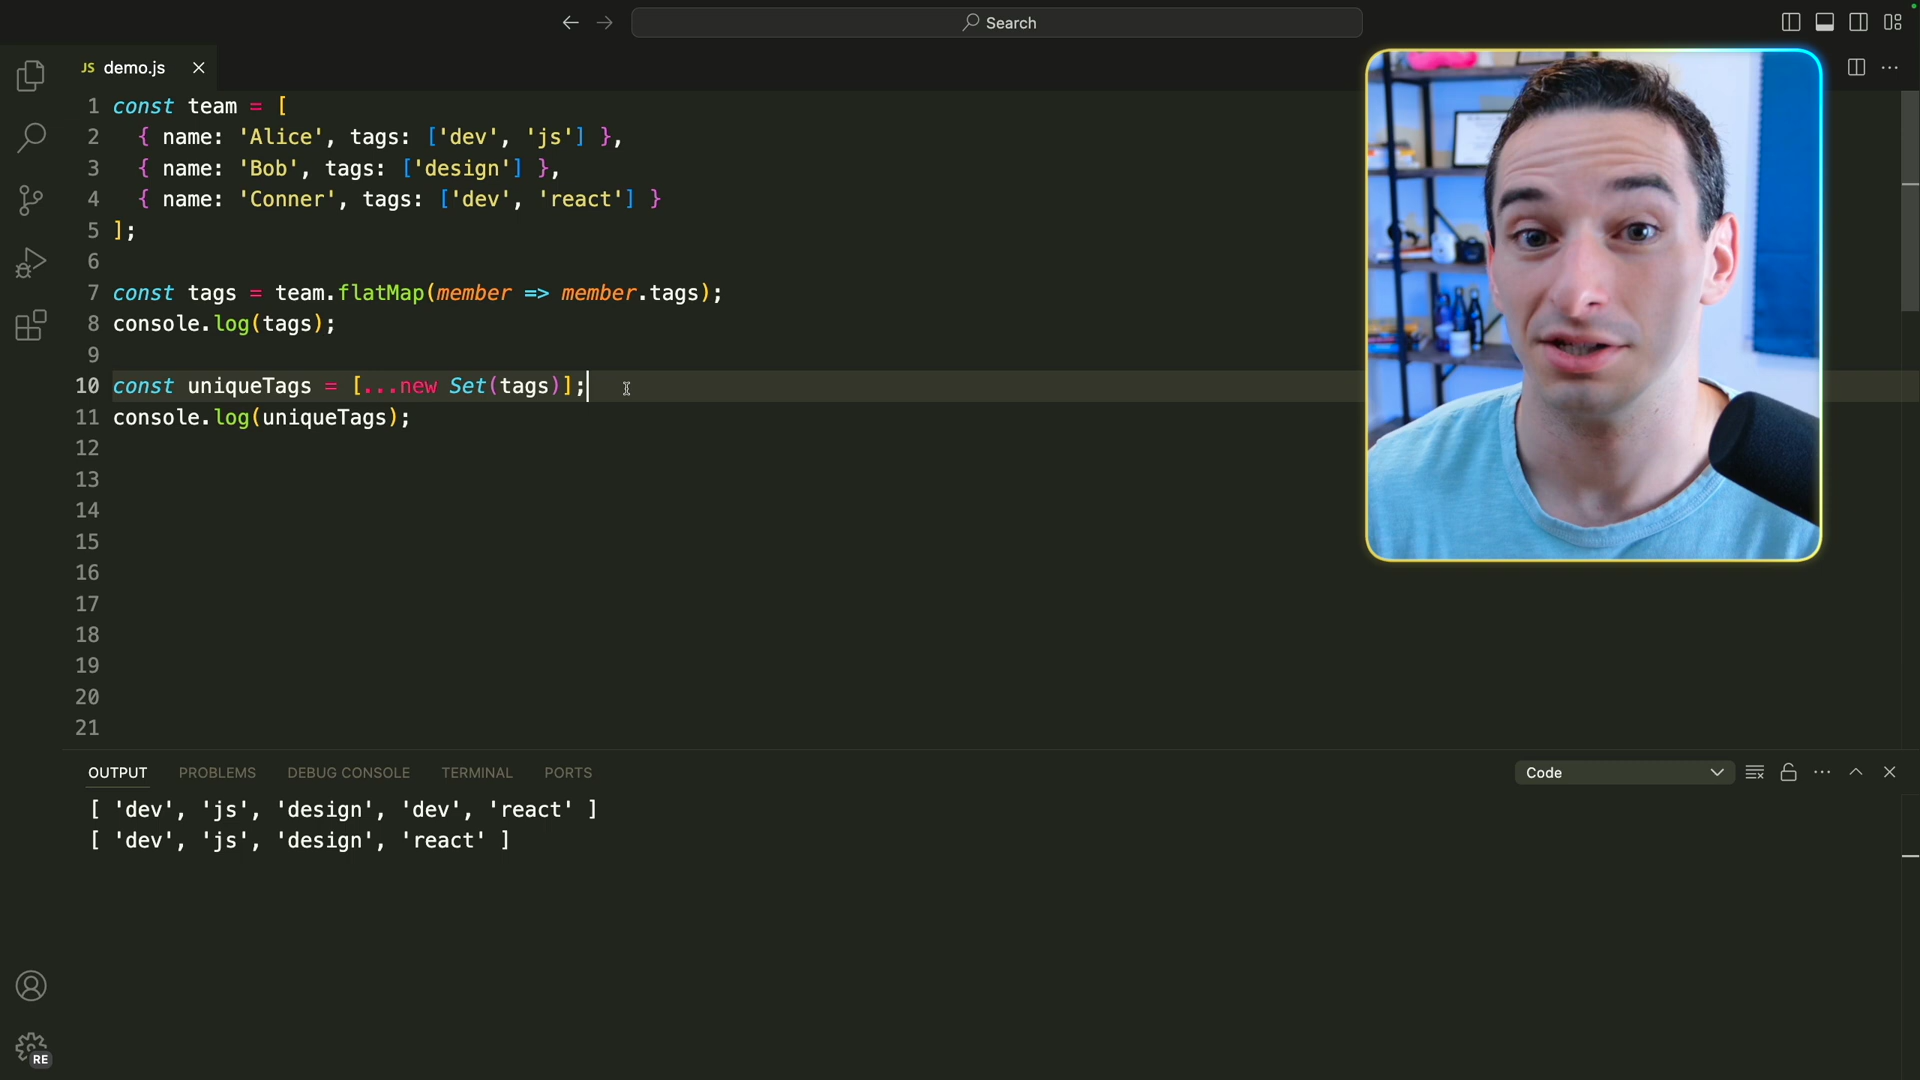 Search
JS demo.js
1 const team = [
2   { name: 'Alice', tags: ['dev', 'js'] },
3   { name: 'Bob', tags: ['design'] },
4   { name: 'Conner', tags: ['dev', 'react'] }
5 ];
6
7 const tags = team.flatMap(member => member.tags);
8 console.log(tags);
9
10 const uniqueTags = [...new Set(tags)];
11 console.log(uniqueTags);
12
13
14
15
16
17
18
19
20
21
OUTPUT PROBLEMS DEBUG CONSOLE TERMINAL PORTS Code
[ 'dev', 'js', 'design', 'dev', 'react' ]
[ 'dev', 'js', 'design', 'react' ]
RE